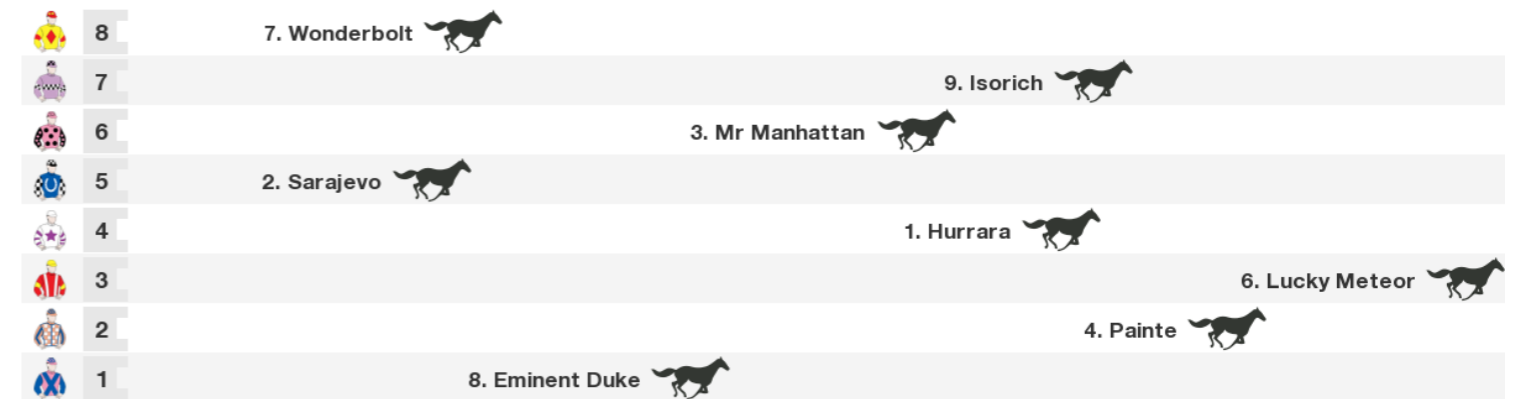 8 7. Wonderbolt
7 9. Isorich
6 3. Mr Manhattan
5 2. Sarajevo
4 1. Hurrara
3 6. Lucky Meteor
2 4. Painte
1 8. Eminent Duke